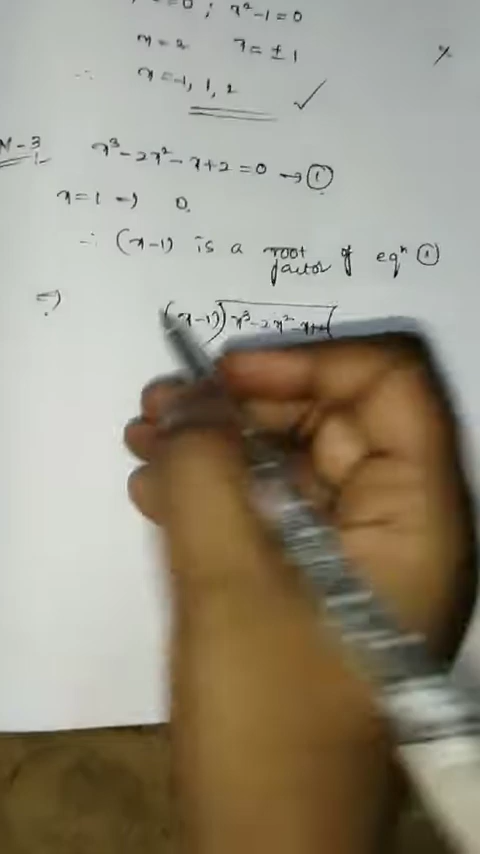 =0 ; x²-1=0
x = 2 x = ±1
∴ x = -1, 1, 2 ✓
M-3 x³-2x²-x+2=0 → ①
x=1 → 0.
∴ (x-1) is a root factor of eqⁿ ①
⇒ (x-1) x³-2x²-x+